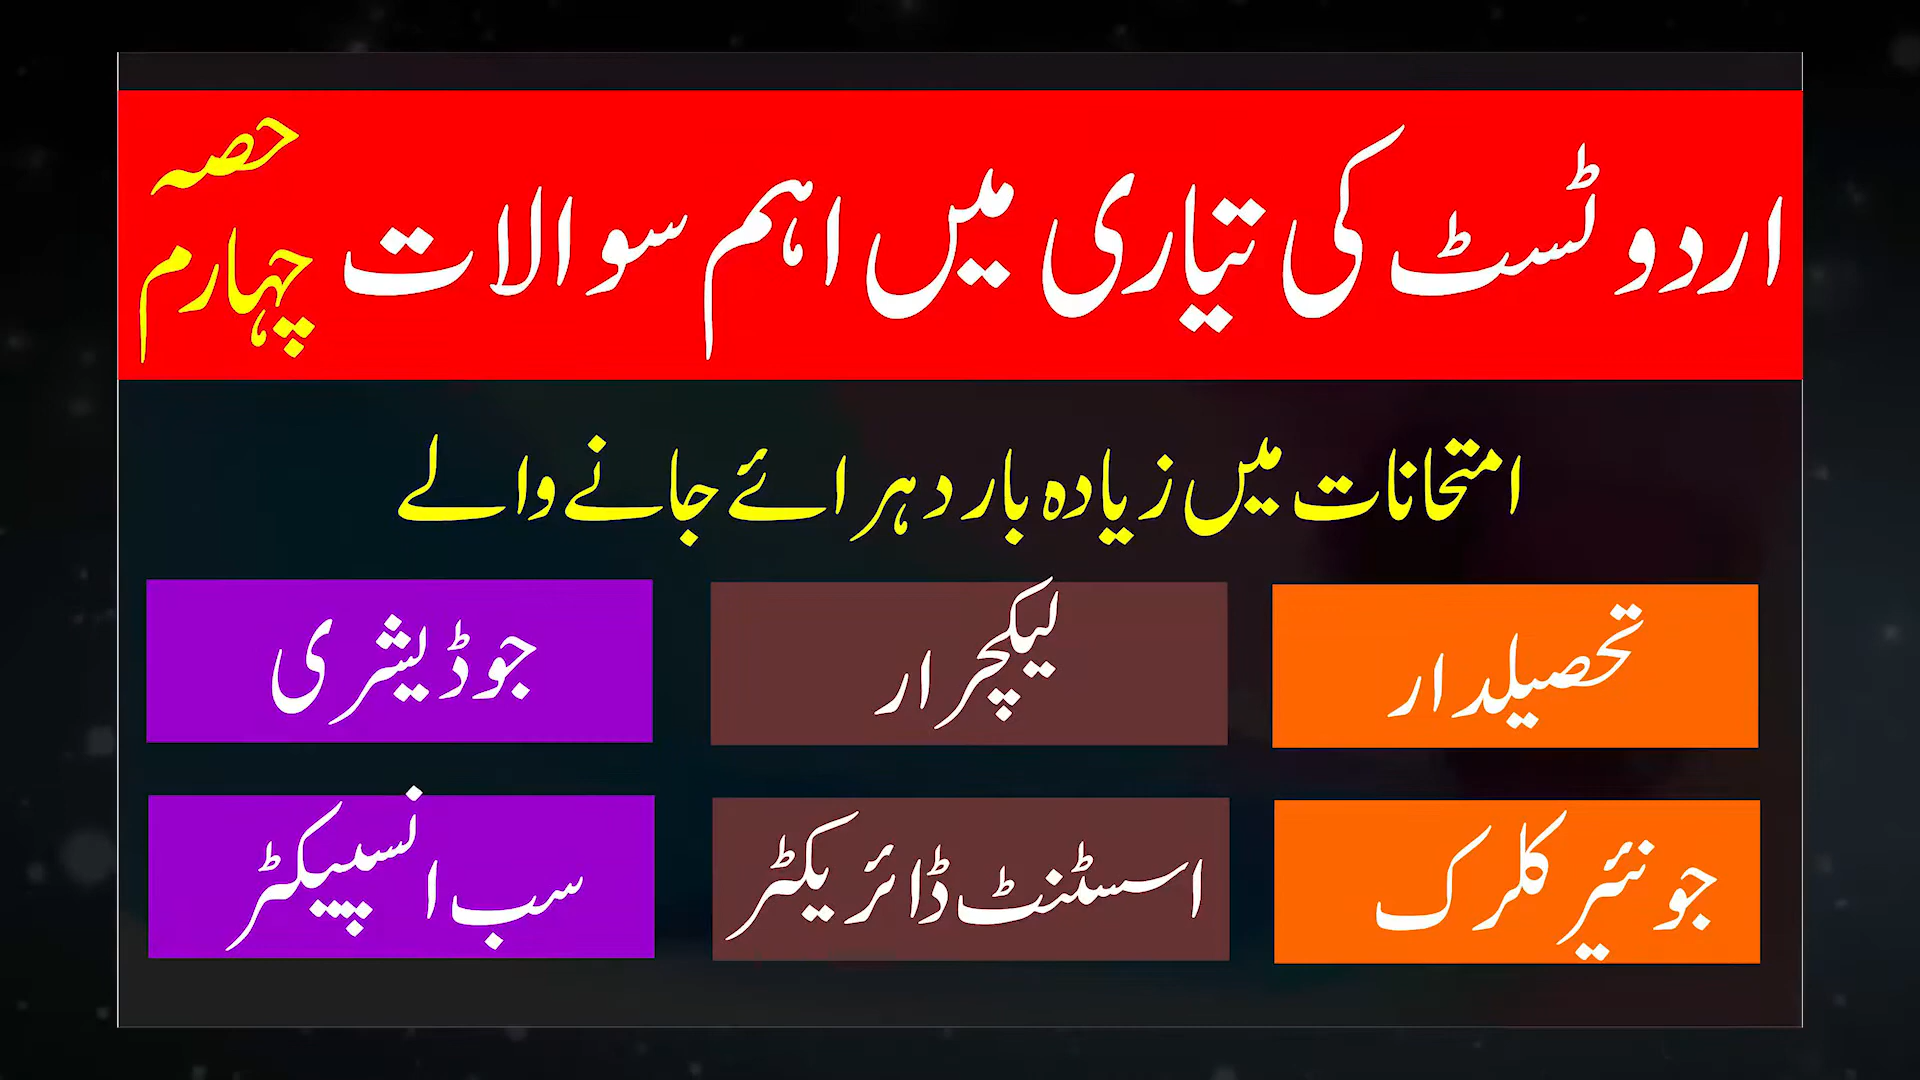 اردو ٹسٹ کی تیاری میں اہم سوالات
حصہ
چہارم
امتحانات میں زیادہ بار دہرائے جانے والے
تحصیلدار
لیکچرار
جوڈیشری
جونئیر کلرک
اسسٹنٹ ڈائریکٹر
سب انسپیکٹر